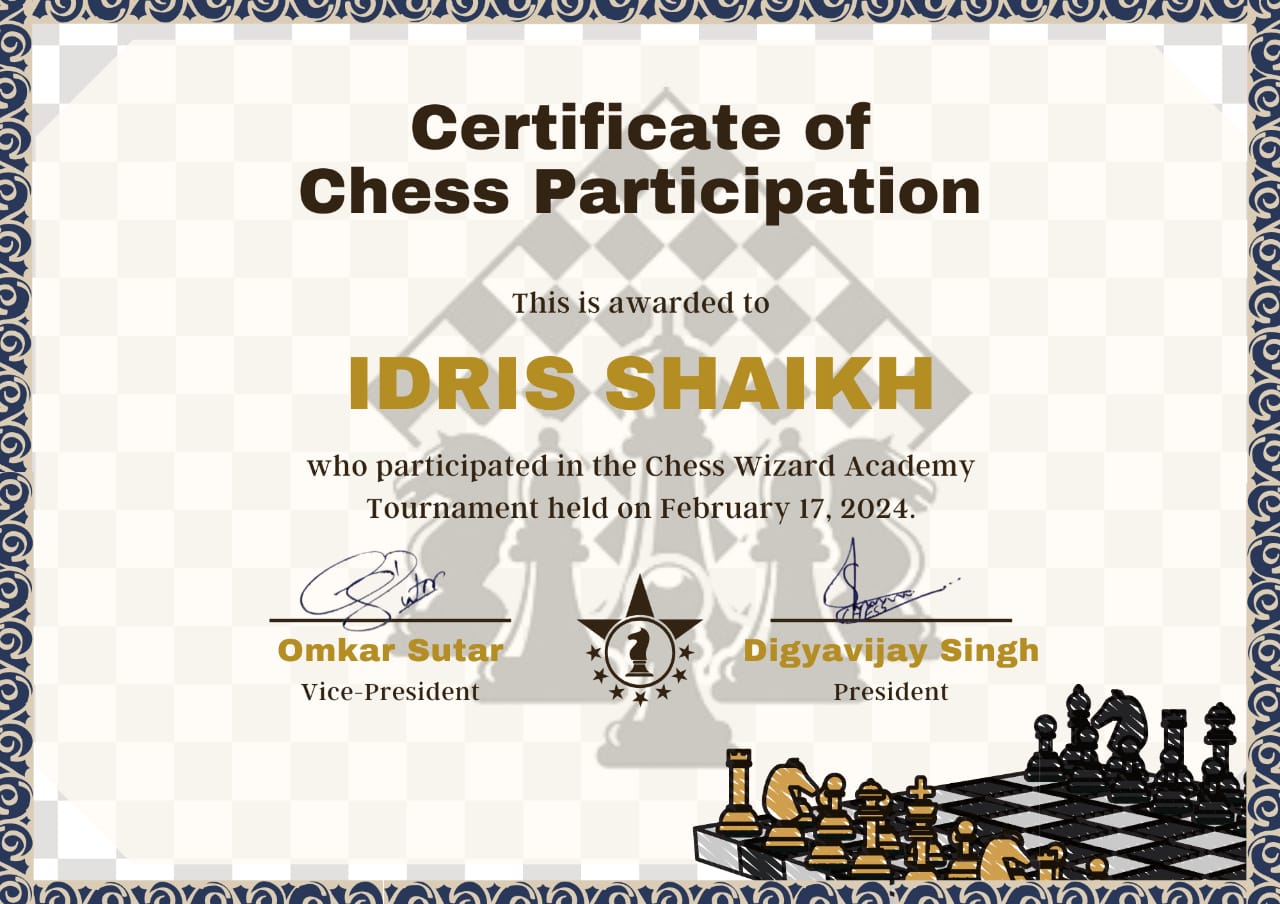 Certificate of
Chess Participation
This is awarded to
IDRIS SHAIKH
who participated in the Chess Wizard Academy
Tournament held on February 17, 2024.
Omkar Sutar
Vice-President
Digyavijay Singh
President